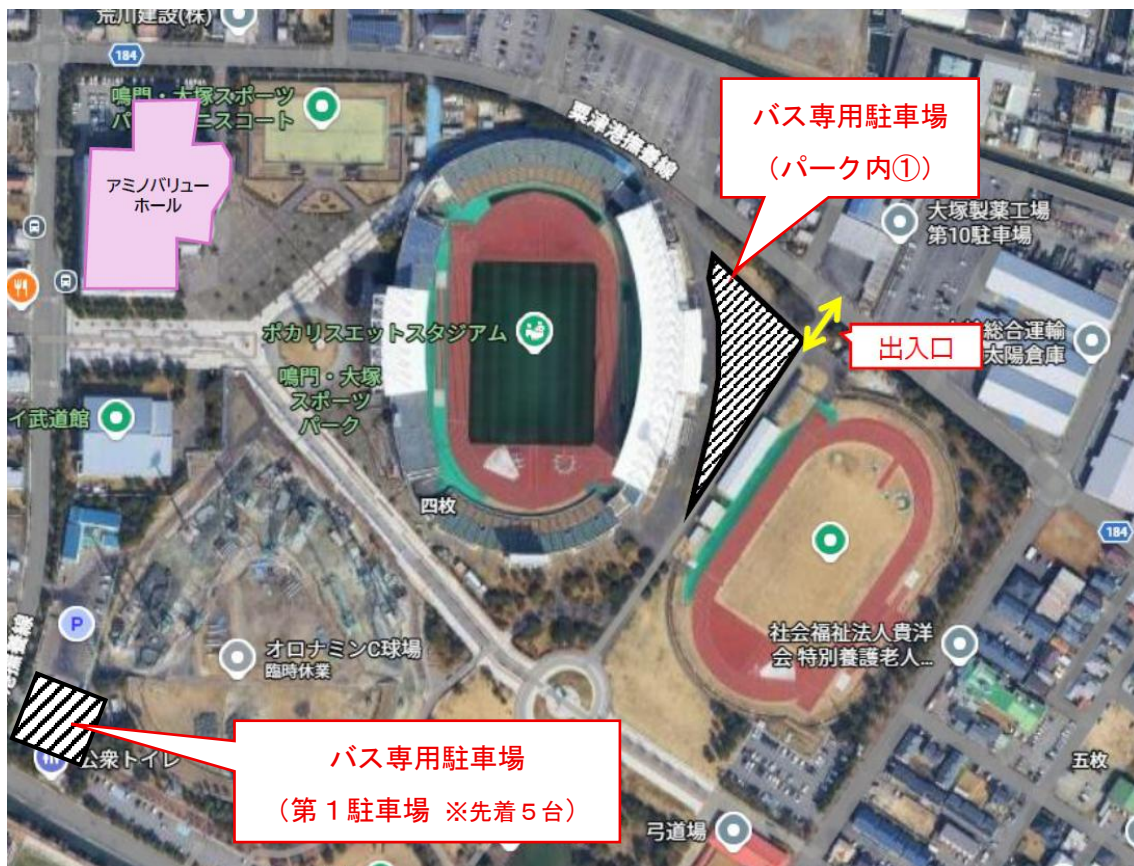 荒川建設(株)
184
鳴門・大塚スポーツ
パ
ニスコート
アミノバリュー
ホール
粟津港撫養線
バス専用駐車場
(パーク内①)
大塚製薬工場
第10駐車場
ポカリスエットスタジアム
出入口
総合運輸
太陽倉庫
鳴門・大塚
スポーツ
パーク
イ武道館
四枚
184
P
オロナミンC球場
臨時休業
社会福祉法人貴洋
会 特別養護老人...
バス専用駐車場
(第1駐車場 ※先着5台)
公衆トイレ
五枚
弓道場